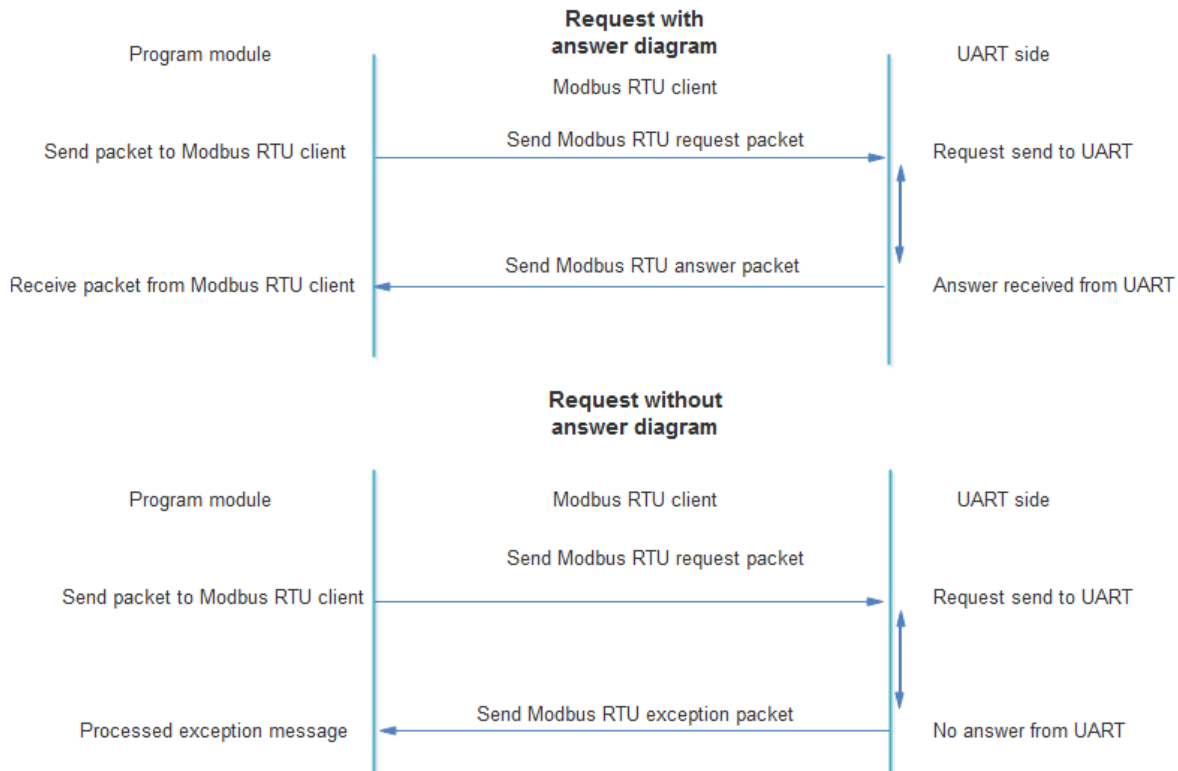 Request with
answer diagram
Program module
UART side
Modbus RTU client
Send Modbus RTU request packet
Send packet to Modbus RTU client
Request send to UART
Send Modbus RTU answer packet
Receive packet from Modbus RTU client
Answer received from UART
Request without
answer diagram
Program module
Modbus RTU client
UART side
Send Modbus RTU request packet
Send packet to Modbus RTU client
Request send to UART
Send Modbus RTU exception packet
Processed exception message
No answer from UART